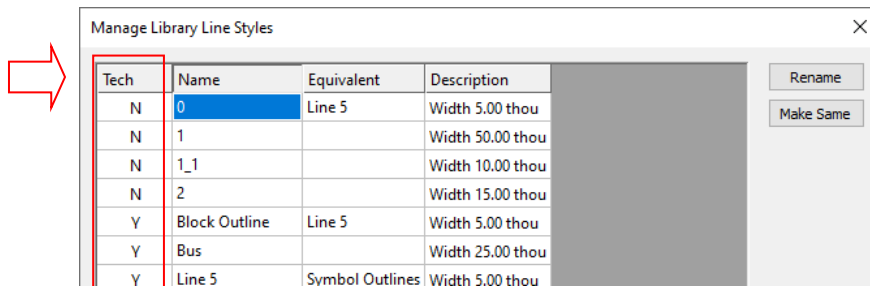 Manage Library Line Styles
Tech Name Equivalent Description
N 0 Line 5 Width 5.00 thou
N 1 Width 50.00 thou
N 1_1 Width 10.00 thou
N 2 Width 15.00 thou
Y Block Outline Line 5 Width 5.00 thou
Y Bus Width 25.00 thou
Y Line 5 Symbol Outlines Width 5.00 thou
Rename
Make Same